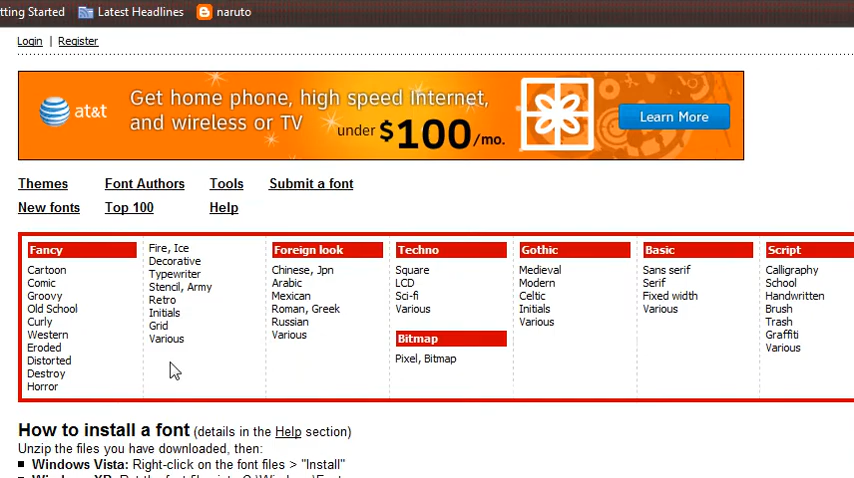 tting Started Latest Headlines naruto
Login | Register
at&t
Get home phone, high speed Internet,
and wireless or TV under $100/mo.
Learn More
Themes Font Authors Tools Submit a font
New fonts Top 100 Help
Fancy
Cartoon
Comic
Groovy
Old School
Curly
Western
Eroded
Distorted
Destroy
Horror
Fire, Ice
Decorative
Typewriter
Stencil, Army
Retro
Initials
Grid
Various
Foreign look
Chinese, Jpn
Arabic
Mexican
Roman, Greek
Russian
Various
Techno
Square
LCD
Sci-fi
Various
Bitmap
Pixel, Bitmap
Gothic
Medieval
Modern
Celtic
Initials
Various
Basic
Sans serif
Serif
Fixed width
Various
Script
Calligraphy
School
Handwritten
Brush
Trash
Graffiti
Various
How to install a font (details in the Help section)
Unzip the files you have downloaded, then:
Windows Vista: Right-click on the font files > "Install"